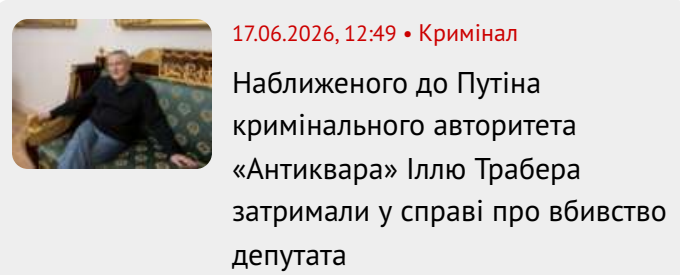 17.06.2026, 12:49 • Кримінал
Наближеного до Путіна
кримінального авторитета
«Антиквара» Іллю Трабера
затримали у справі про вбивство
депутата